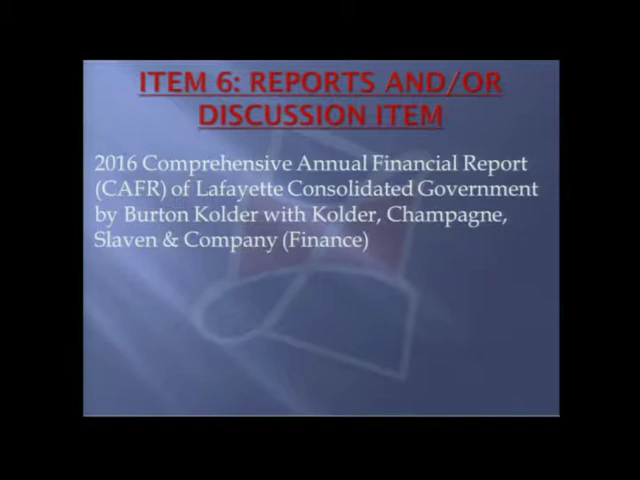 ITEM 6: REPORTS AND/OR
DISCUSSION ITEM
2016 Comprehensive Annual Financial Report
(CAFR) of Lafayette Consolidated Government
by Burton Kolder with Kolder, Champagne,
Slaven & Company (Finance)